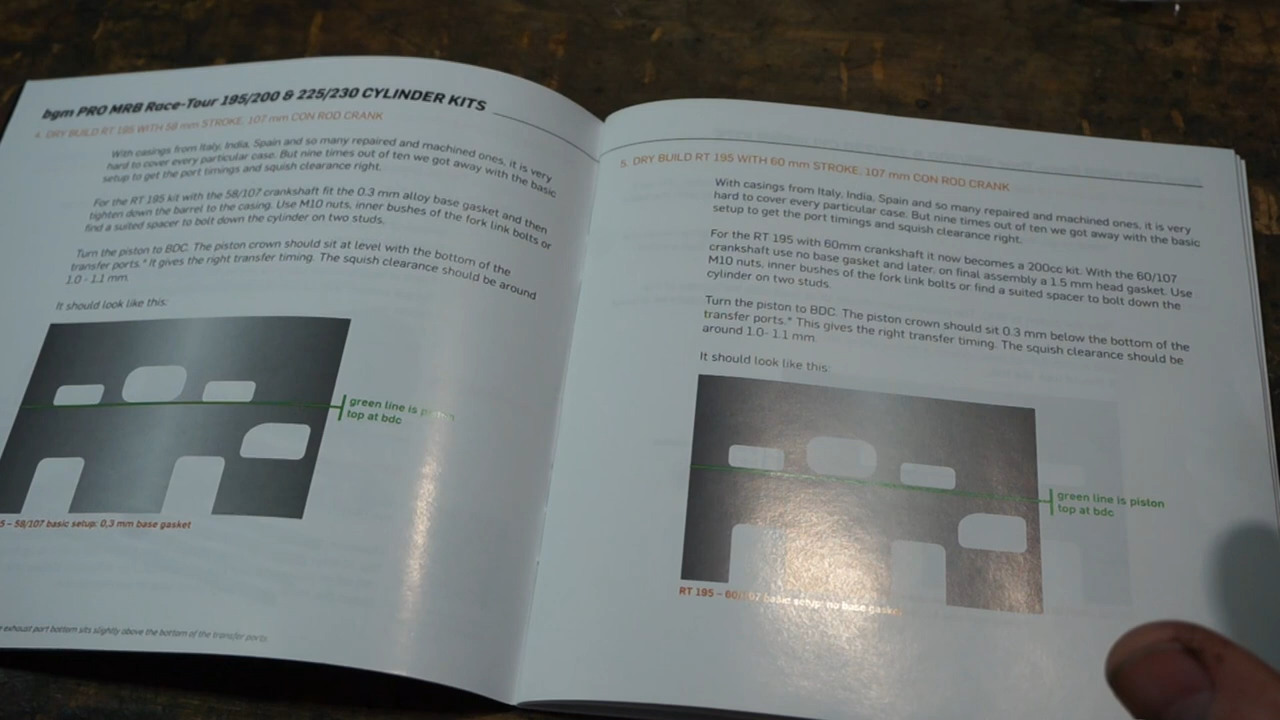 bgm PRO MRB Race-Tour 195/200 & 225/230 CYLINDER KITS
4. DRY BUILD RT 195 WITH 58 mm STROKE, 107 mm CON ROD CRANK
With casings from Italy, India, Spain and so many repaired and machined ones, it is very
hard to cover every particular case. But nine times out of ten we got away with the basic
setup to get the port timings and squish clearance right.
For the RT 195 kit with the 58/107 crankshaft fit the 0.3 mm alloy base gasket and then
tighten down the barrel to the casing. Use M10 nuts, inner bushes of the fork link bolts or
find a suited spacer to bolt down the cylinder on two studs.
Turn the piston to BDC. The piston crown should sit at level with the bottom of the
transfer ports.* It gives the right transfer timing. The squish clearance should be around
1.0 - 1.1 mm.
It should look like this:
green line is piston
top at bdc
5 – 58/107 basic setup: 0,3 mm base gasket
exhaust port bottom sits slightly above the bottom of the transfer ports.
5. DRY BUILD RT 195 WITH 60 mm STROKE, 107 mm CON ROD CRANK
With casings from Italy, India, Spain and so many repaired and machined ones, it is very
hard to cover every particular case. But nine times out of ten we got away with the basic
setup to get the port timings and squish clearance right.
For the RT 195 with 60mm crankshaft it now becomes a 200cc kit. With the 60/107
crankshaft use no base gasket and later, on final assembly a 1.5 mm head gasket. Use
M10 nuts, inner bushes of the fork link bolts or find a suited spacer to bolt down the
cylinder on two studs.
Turn the piston to BDC. The piston crown should sit 0.3 mm below the bottom of the
transfer ports.* This gives the right transfer timing. The squish clearance should be
around 1.0- 1.1 mm
It should look like this:
green line is piston
top at bdc
RT 195 – 60/107 basic setup: no base gasket